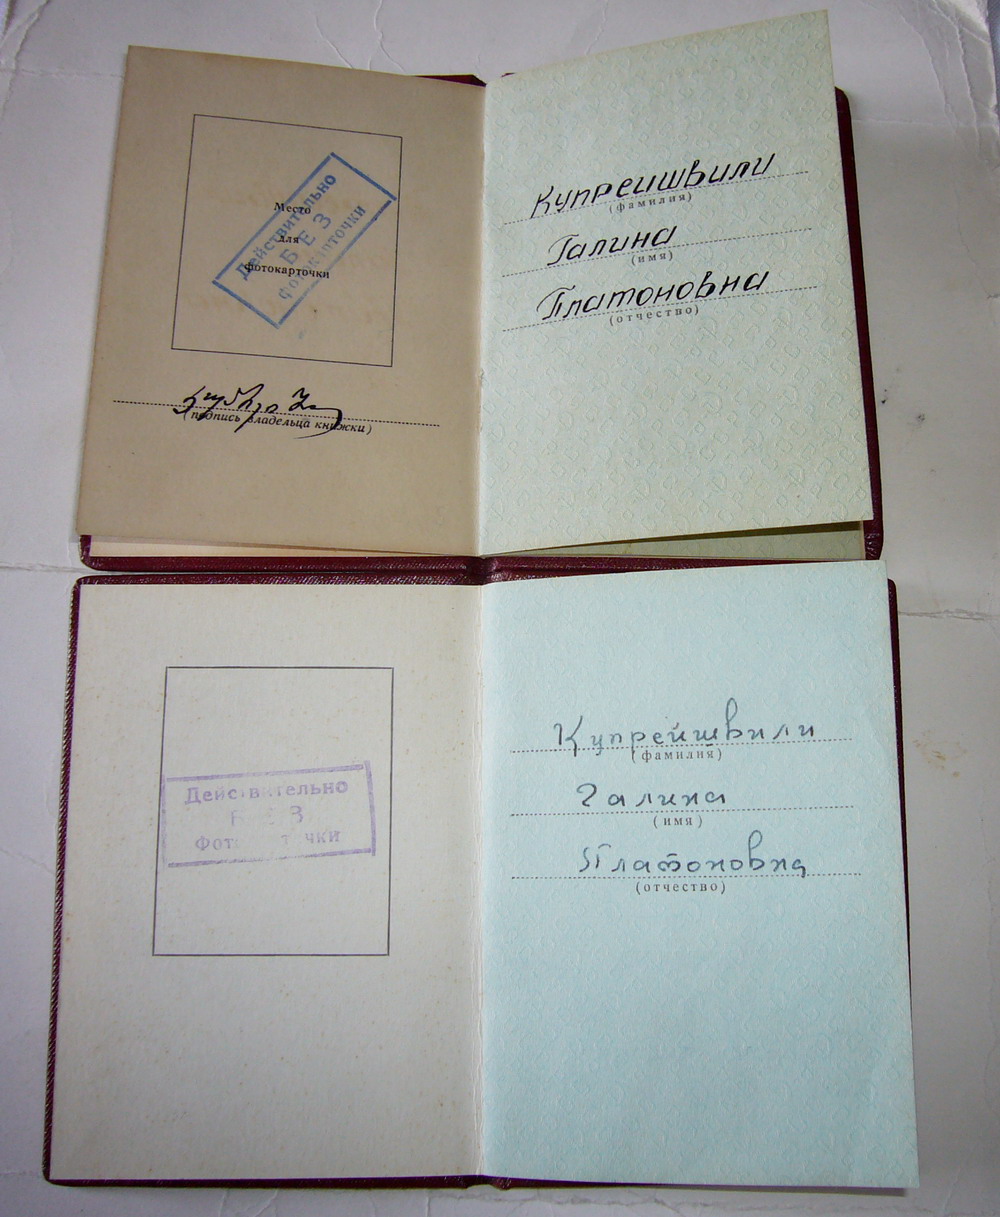 Место
для
фотокарточки
Действительно
БЕЗ
фотокарточки
(подпись владельца книжки)
Купреишвили
(фамилия)
Галина
(имя)
Платоновна
(отчество)
Действительно
БЕЗ
Фотокарточки
Купрейшвили
(фамилия)
Галина
(имя)
Платоновна
(отчество)